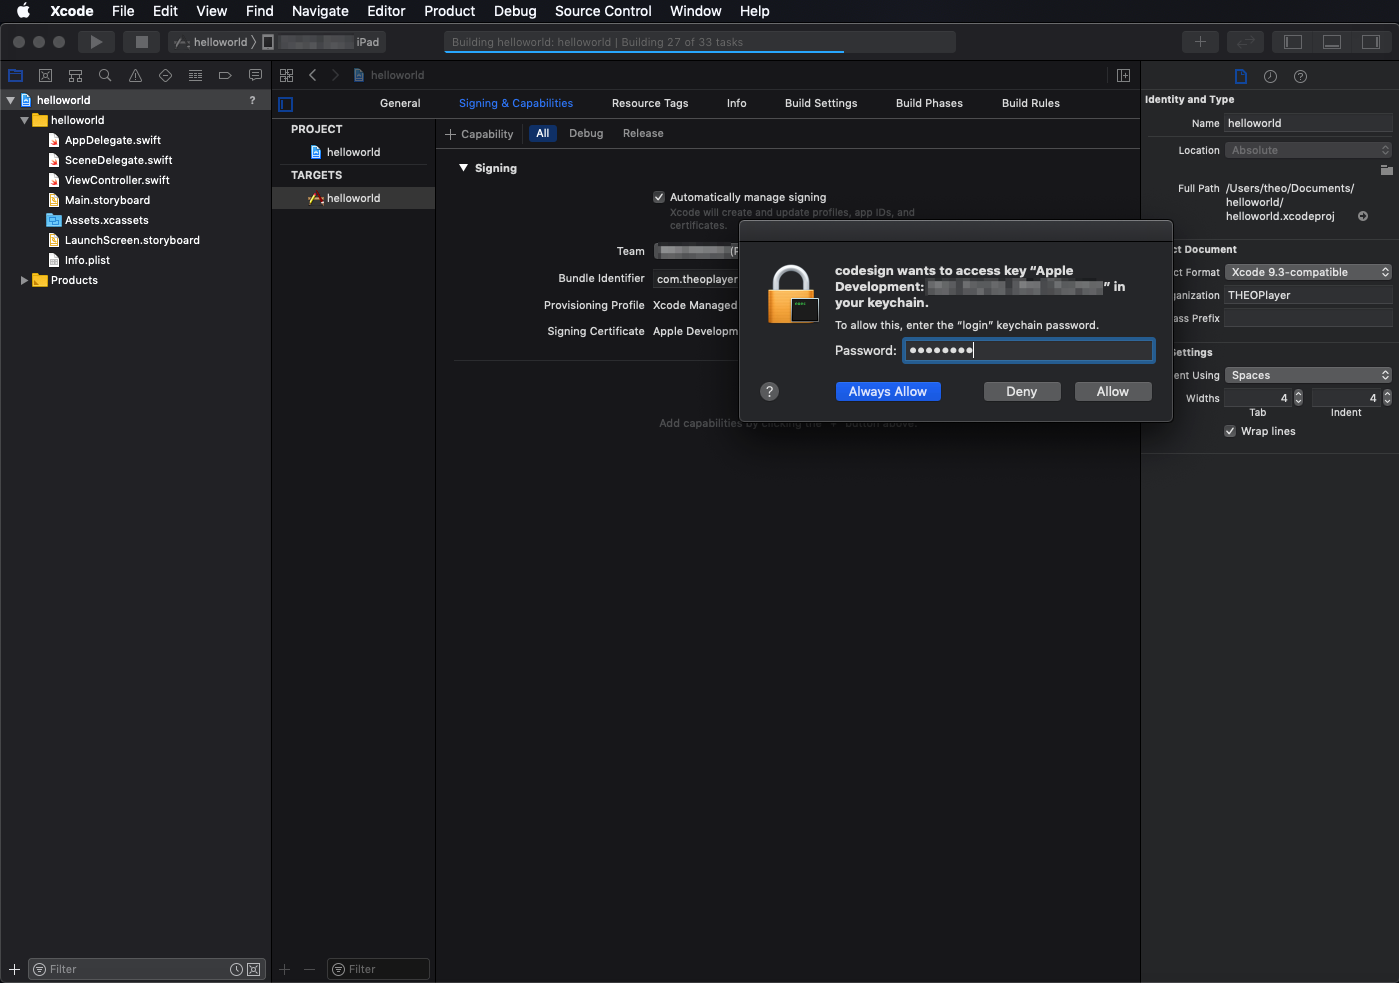 Xcode File Edit View Find Navigate Editor Product Debug Source Control Window Help
helloworld iPad
Building helloworld: helloworld | Building 27 of 33 tasks
helloworld ?
helloworld
AppDelegate.swift
SceneDelegate.swift
ViewController.swift
Main.storyboard
Assets.xcassets
LaunchScreen.storyboard
Info.plist
Products
Filter
helloworld
General Signing & Capabilities Resource Tags Info Build Settings Build Phases Build Rules
PROJECT
helloworld
TARGETS
helloworld
Filter
+ Capability All Debug Release
Signing
Automatically manage signing
Xcode will create and update profiles, app IDs, and
certificates.
Team
Bundle Identifier com.theoplayer
Provisioning Profile Xcode Managed
Signing Certificate Apple Developm
Add capabilities by clicking the "+" button above.
codesign wants to access key “Apple
Development: ” in
your keychain.
To allow this, enter the “login” keychain password.
Password: ••••••••
? Always Allow Deny Allow
Identity and Type
Name helloworld
Location Absolute
Full Path /Users/theo/Documents/
helloworld/
helloworld.xcodeproj
ct Document
ct Format Xcode 9.3-compatible
ganization THEOPlayer
ass Prefix
Settings
ent Using Spaces
Widths 4 4
Tab Indent
Wrap lines